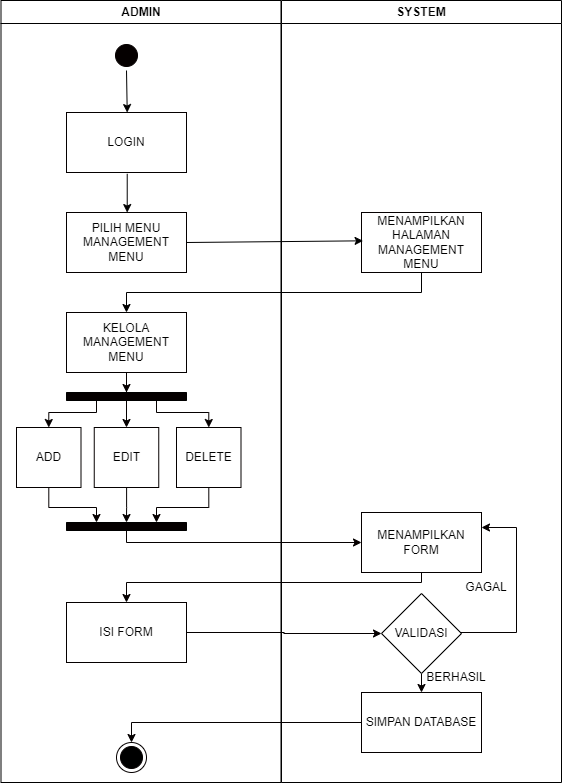 ADMIN
SYSTEM
LOGIN
PILIH MENU
MANAGEMENT
MENU
MENAMPILKAN
HALAMAN
MANAGEMENT
MENU
KELOLA
MANAGEMENT
MENU
ADD
EDIT
DELETE
MENAMPILKAN
FORM
GAGAL
ISI FORM
VALIDASI
BERHASIL
SIMPAN DATABASE